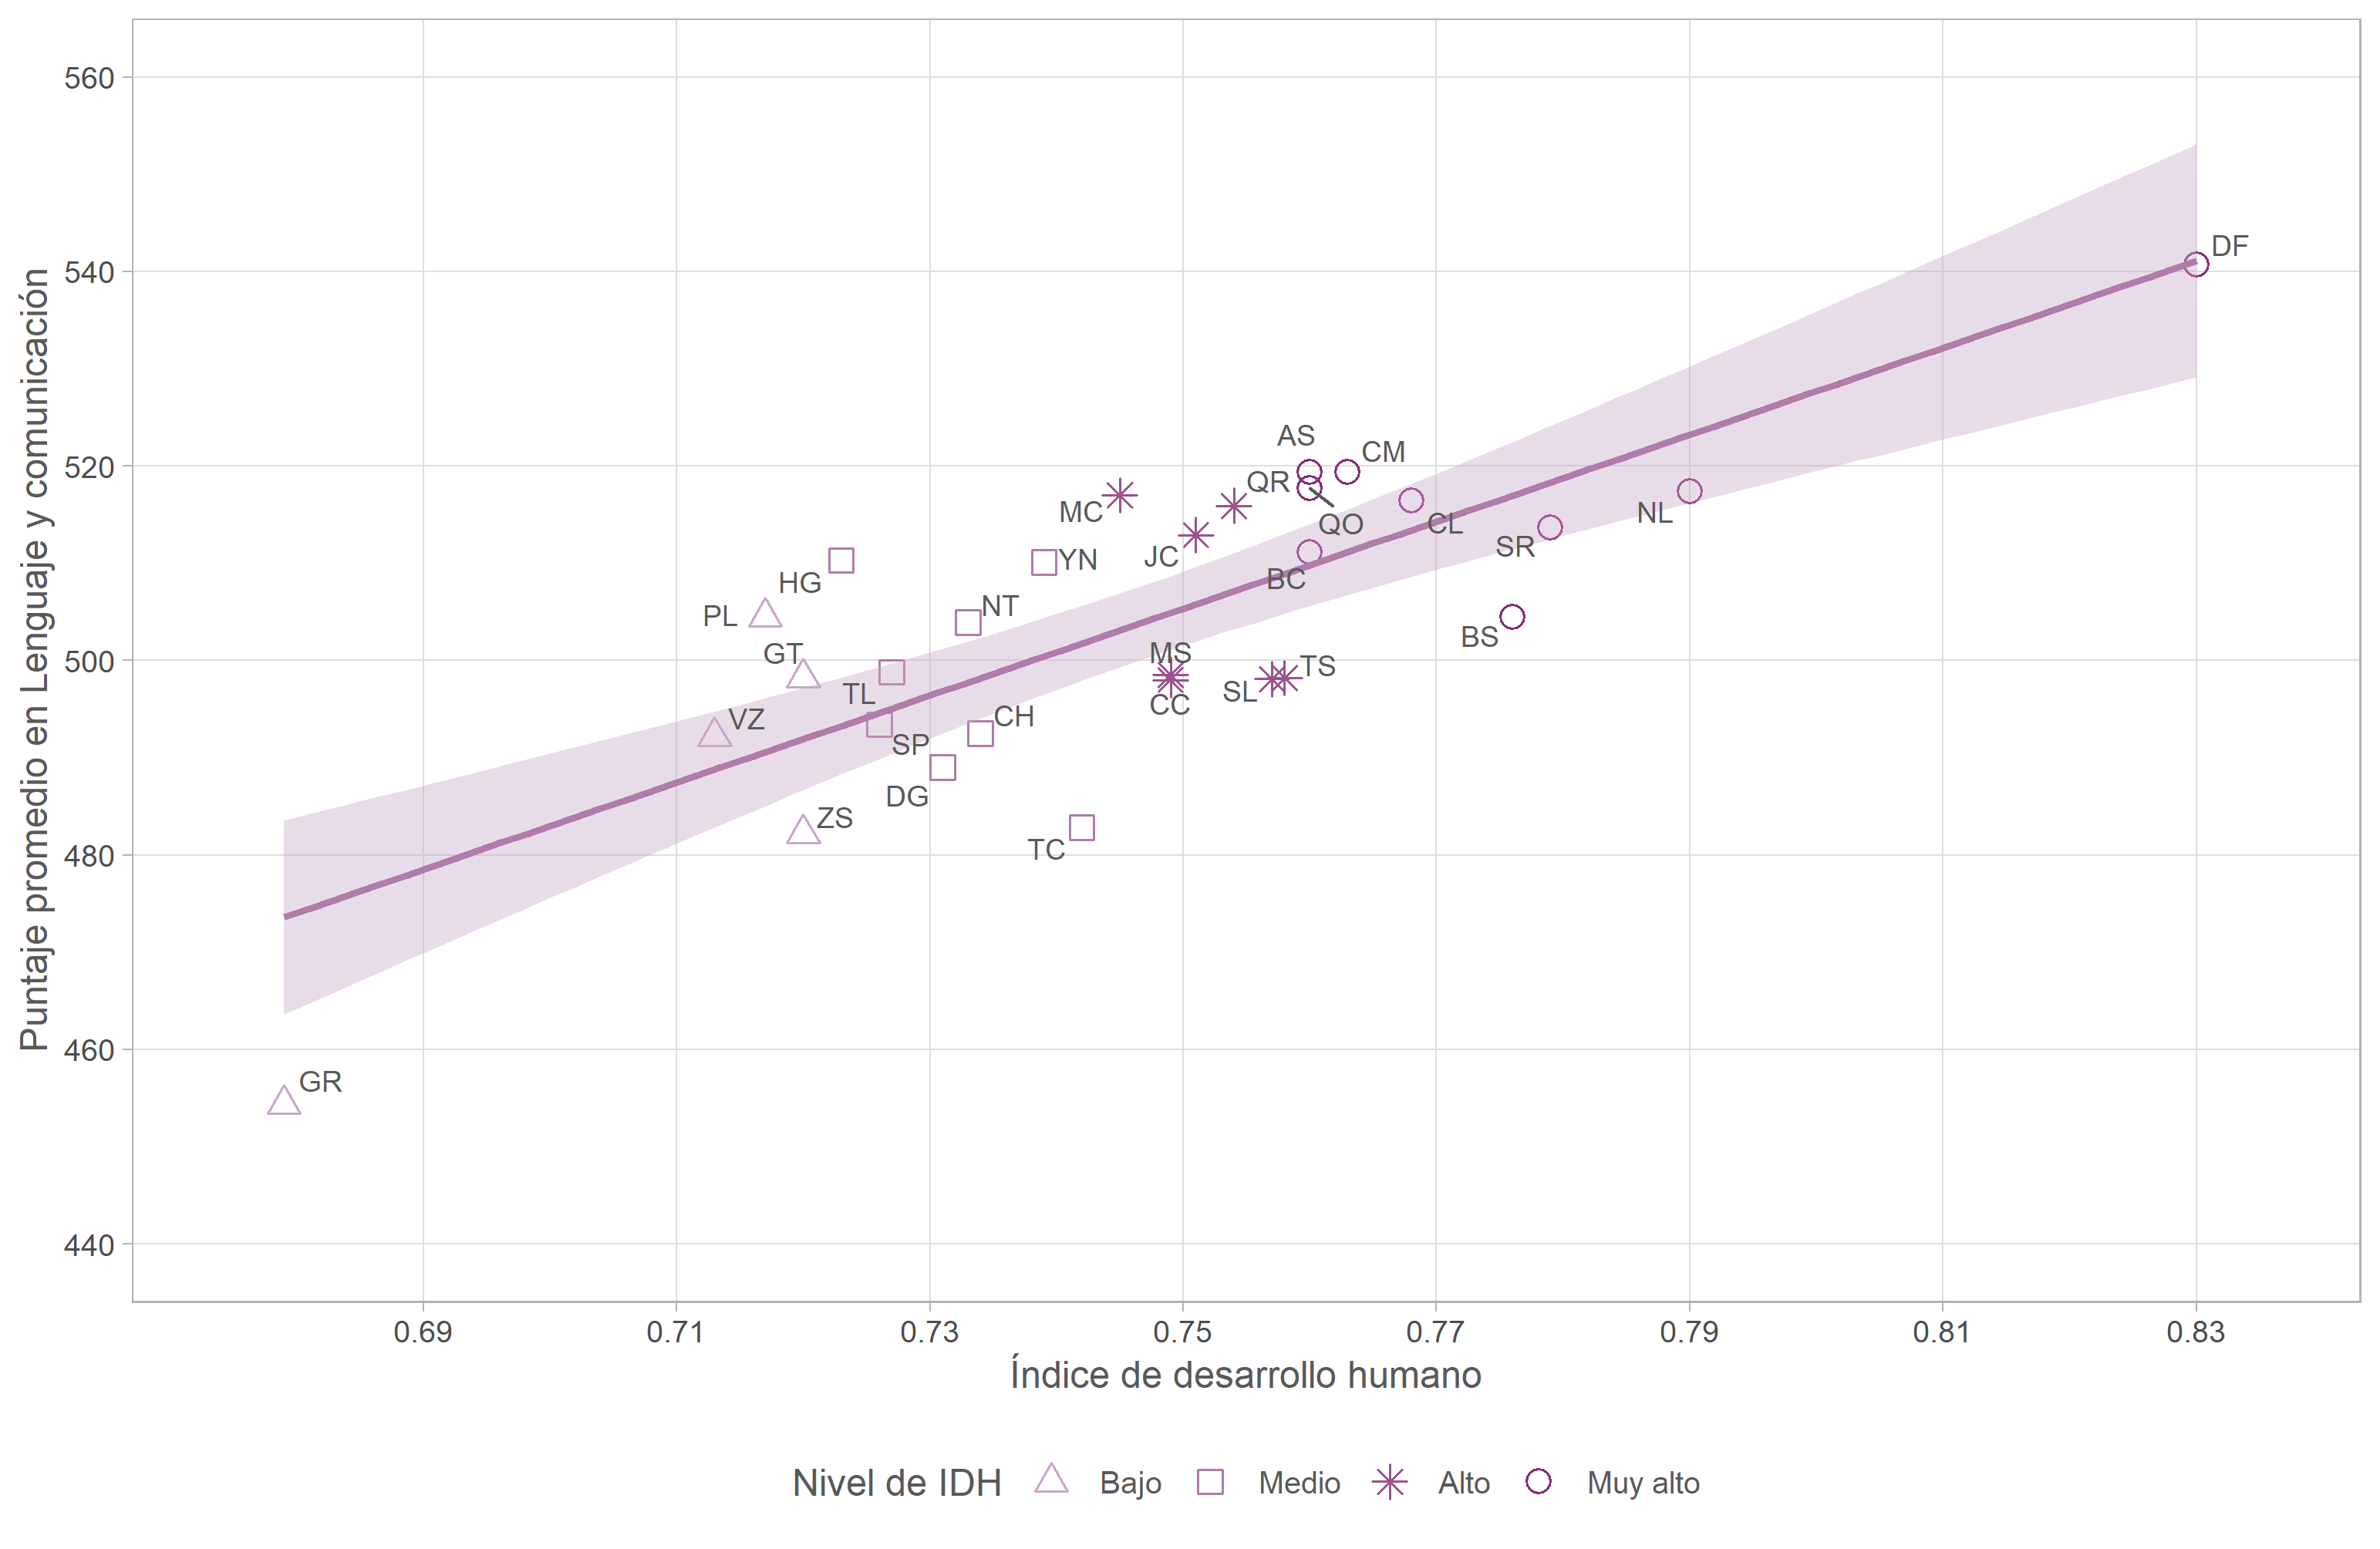 Puntaje promedio en Lenguaje y comunicación
560
540
520
500
480
460
440
DF
AS
CM
QR
MC
QO
CL
NL
JC
SR
YN
BC
HG
NT
PL
BS
GT
MS
TS
TL
SL
CC
VZ
CH
SP
DG
ZS
TC
GR
0.69 0.71 0.73 0.75 0.77 0.79 0.81 0.83
Índice de desarrollo humano
Nivel de IDH Bajo Medio Alto Muy alto